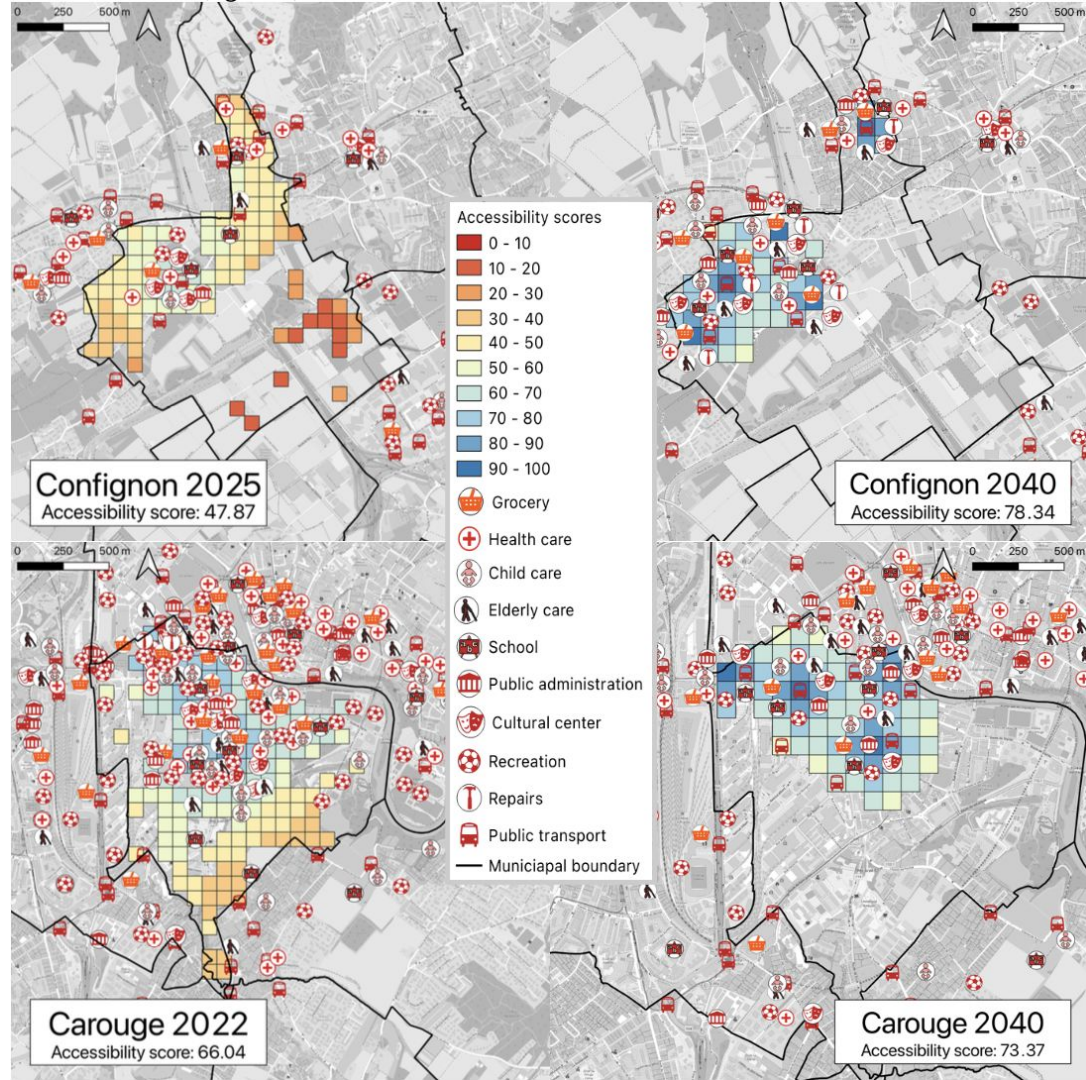 0 250 500 m
0 250 500 m
Accessibility scores
0 - 10
10 - 20
20 - 30
30 - 40
40 - 50
50 - 60
60 - 70
70 - 80
80 - 90
90 - 100
Grocery
Health care
Child care
Elderly care
School
Public administration
Cultural center
Recreation
Repairs
Public transport
Municiapal boundary
Confignon 2025
Accessibility score: 47.87
Confignon 2040
Accessibility score: 78.34
0 250 500 m
0 250 500 m
Carouge 2022
Accessibility score: 66.04
Carouge 2040
Accessibility score: 73.37